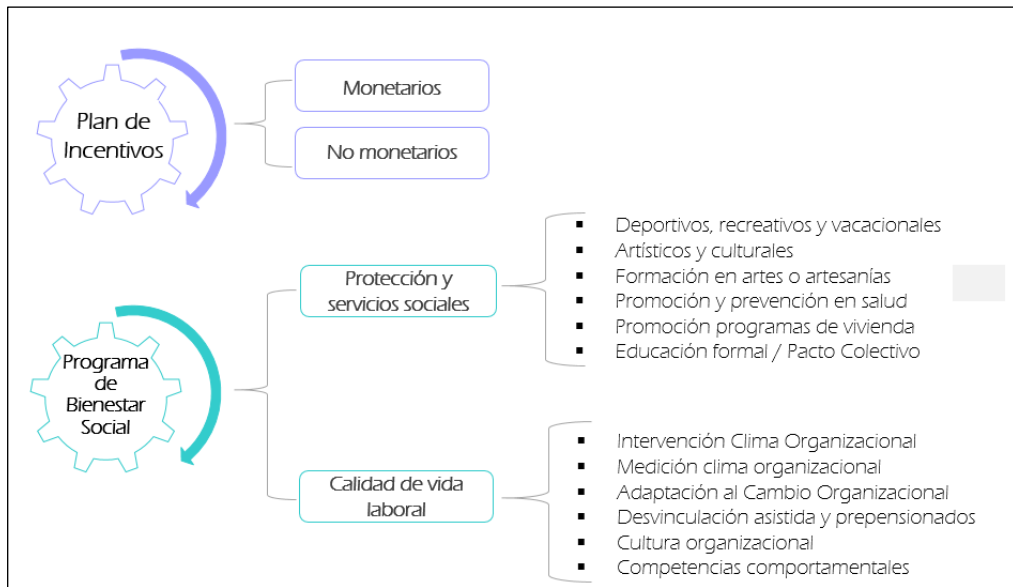 Plan de
Incentivos
Monetarios
No monetarios
Programa
de
Bienestar
Social
Protección y
servicios sociales
▪ Deportivos, recreativos y vacacionales
▪ Artísticos y culturales
▪ Formación en artes o artesanías
▪ Promoción y prevención en salud
▪ Promoción programas de vivienda
▪ Educación formal / Pacto Colectivo
Calidad de vida
laboral
▪ Intervención Clima Organizacional
▪ Medición clima organizacional
▪ Adaptación al Cambio Organizacional
▪ Desvinculación asistida y prepensionados
▪ Cultura organizacional
▪ Competencias comportamentales